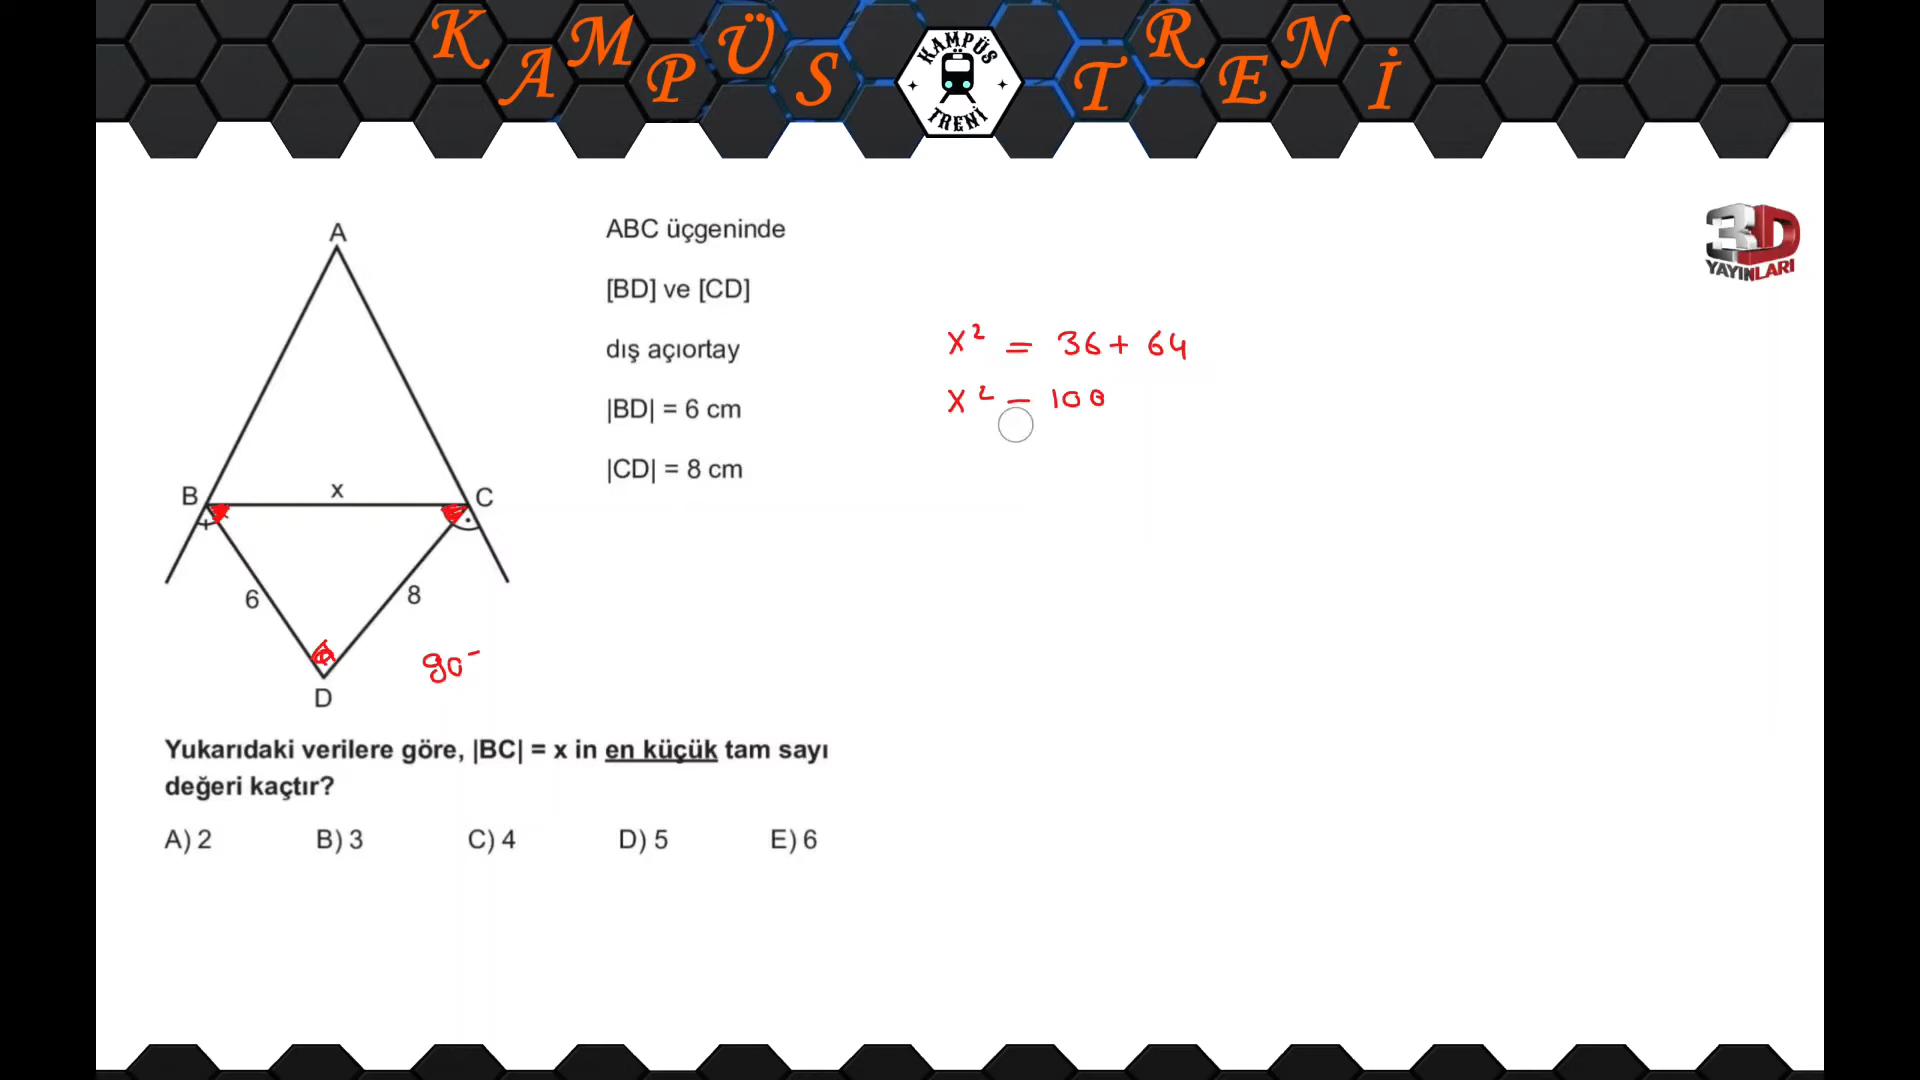 KAMPÜS TRENİ
KAMPÜS
TRENİ
3D
YAYINLARI
A
ABC üçgeninde
[BD] ve [CD]
dış açıortay
|BD| = 6 cm
|CD| = 8 cm
x² = 36 + 64
x² = 100
B
x
C
6
8
90°
D
Yukarıdaki verilere göre, |BC| = x in en küçük tam sayı
değeri kaçtır?
A) 2 B) 3 C) 4 D) 5 E) 6